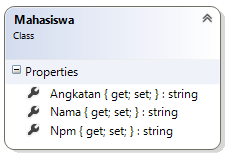 Mahasiswa
Class
Properties
Angkatan { get; set; } : string
Nama { get; set; } : string
Npm { get; set; } : string